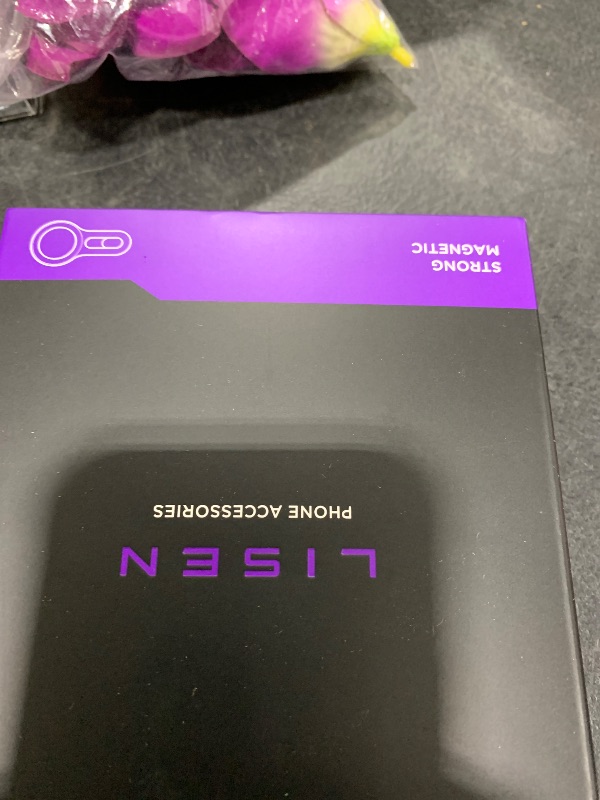 LISEN
PHONE ACCESSORIES
STRONG
MAGNETIC